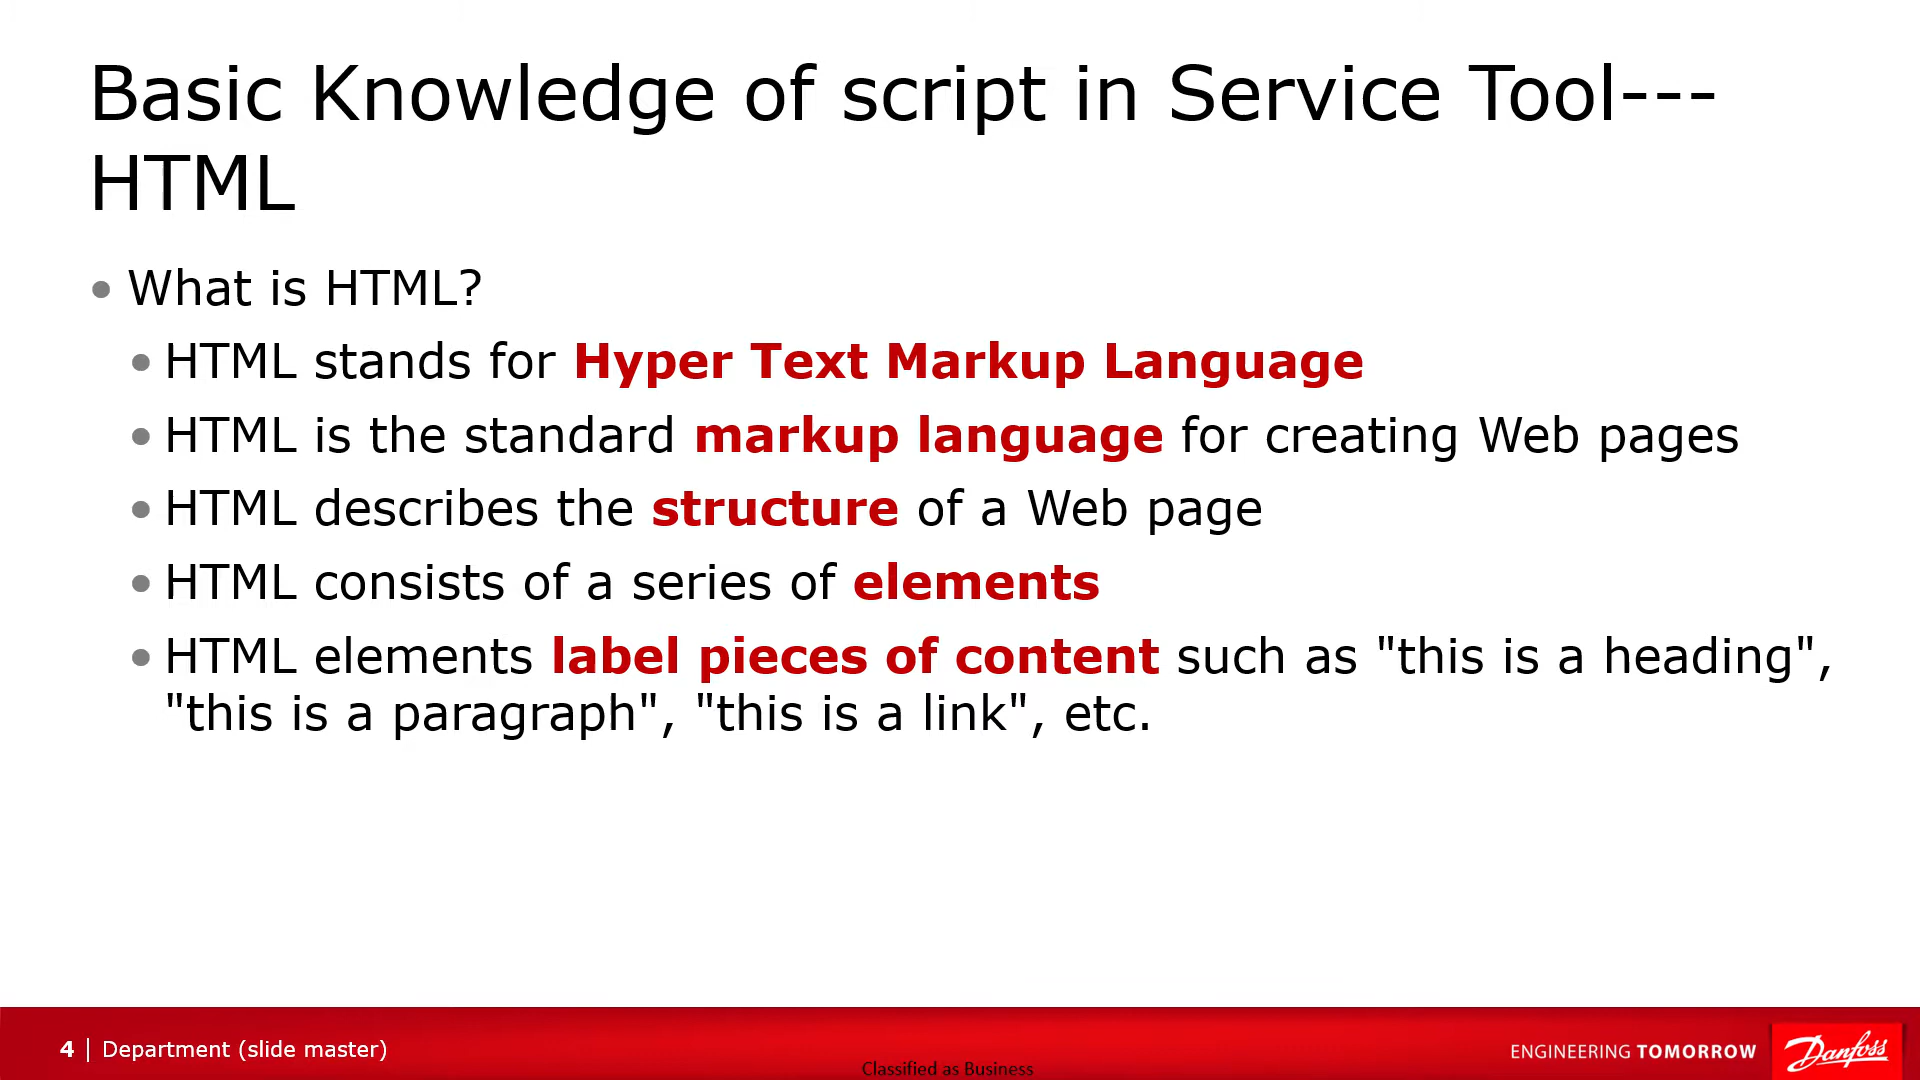 Basic Knowledge of script in Service Tool---
HTML
• What is HTML?
• HTML stands for Hyper Text Markup Language
• HTML is the standard markup language for creating Web pages
• HTML describes the structure of a Web page
• HTML consists of a series of elements
• HTML elements label pieces of content such as "this is a heading",
"this is a paragraph", "this is a link", etc.
4 | Department (slide master)
Classified as Business
ENGINEERING TOMORROW
Danfoss